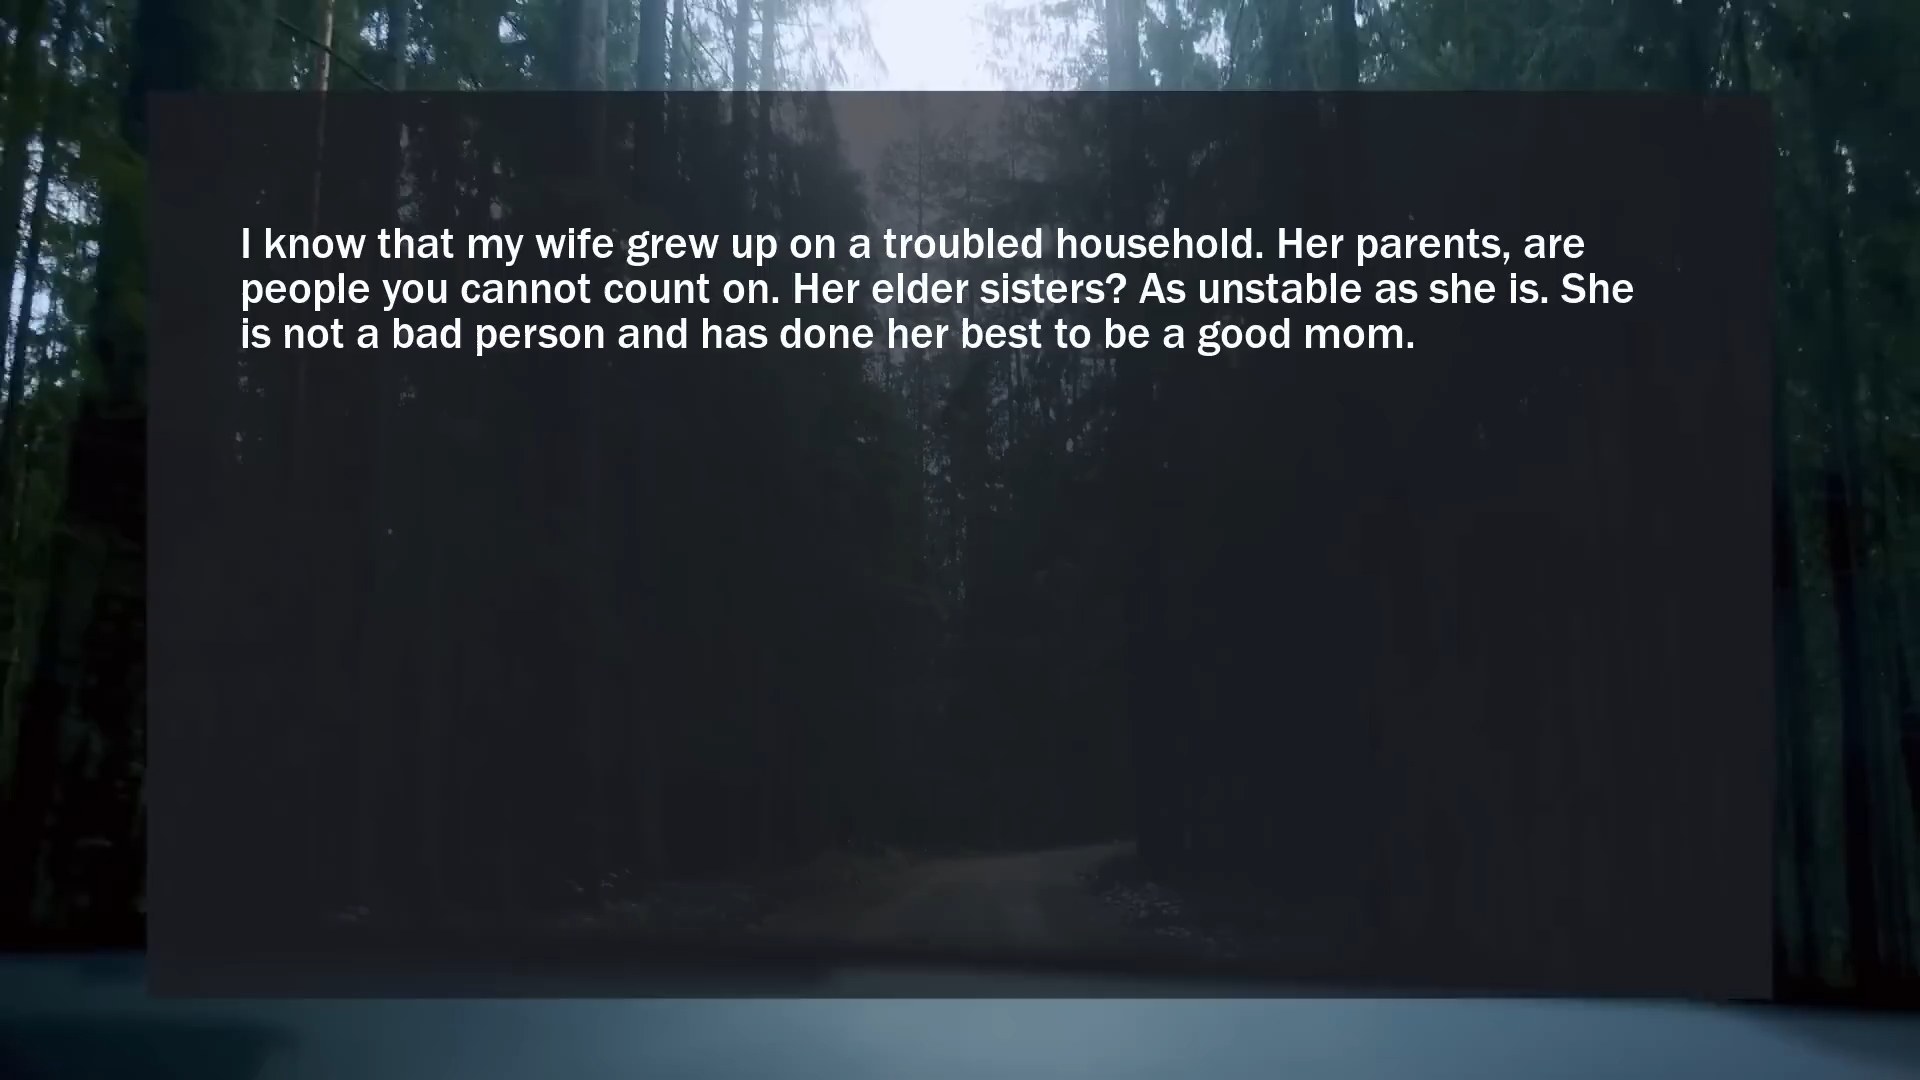 I know that my wife grew up on a troubled household. Her parents, are
people you cannot count on. Her elder sisters? As unstable as she is. She
is not a bad person and has done her best to be a good mom.